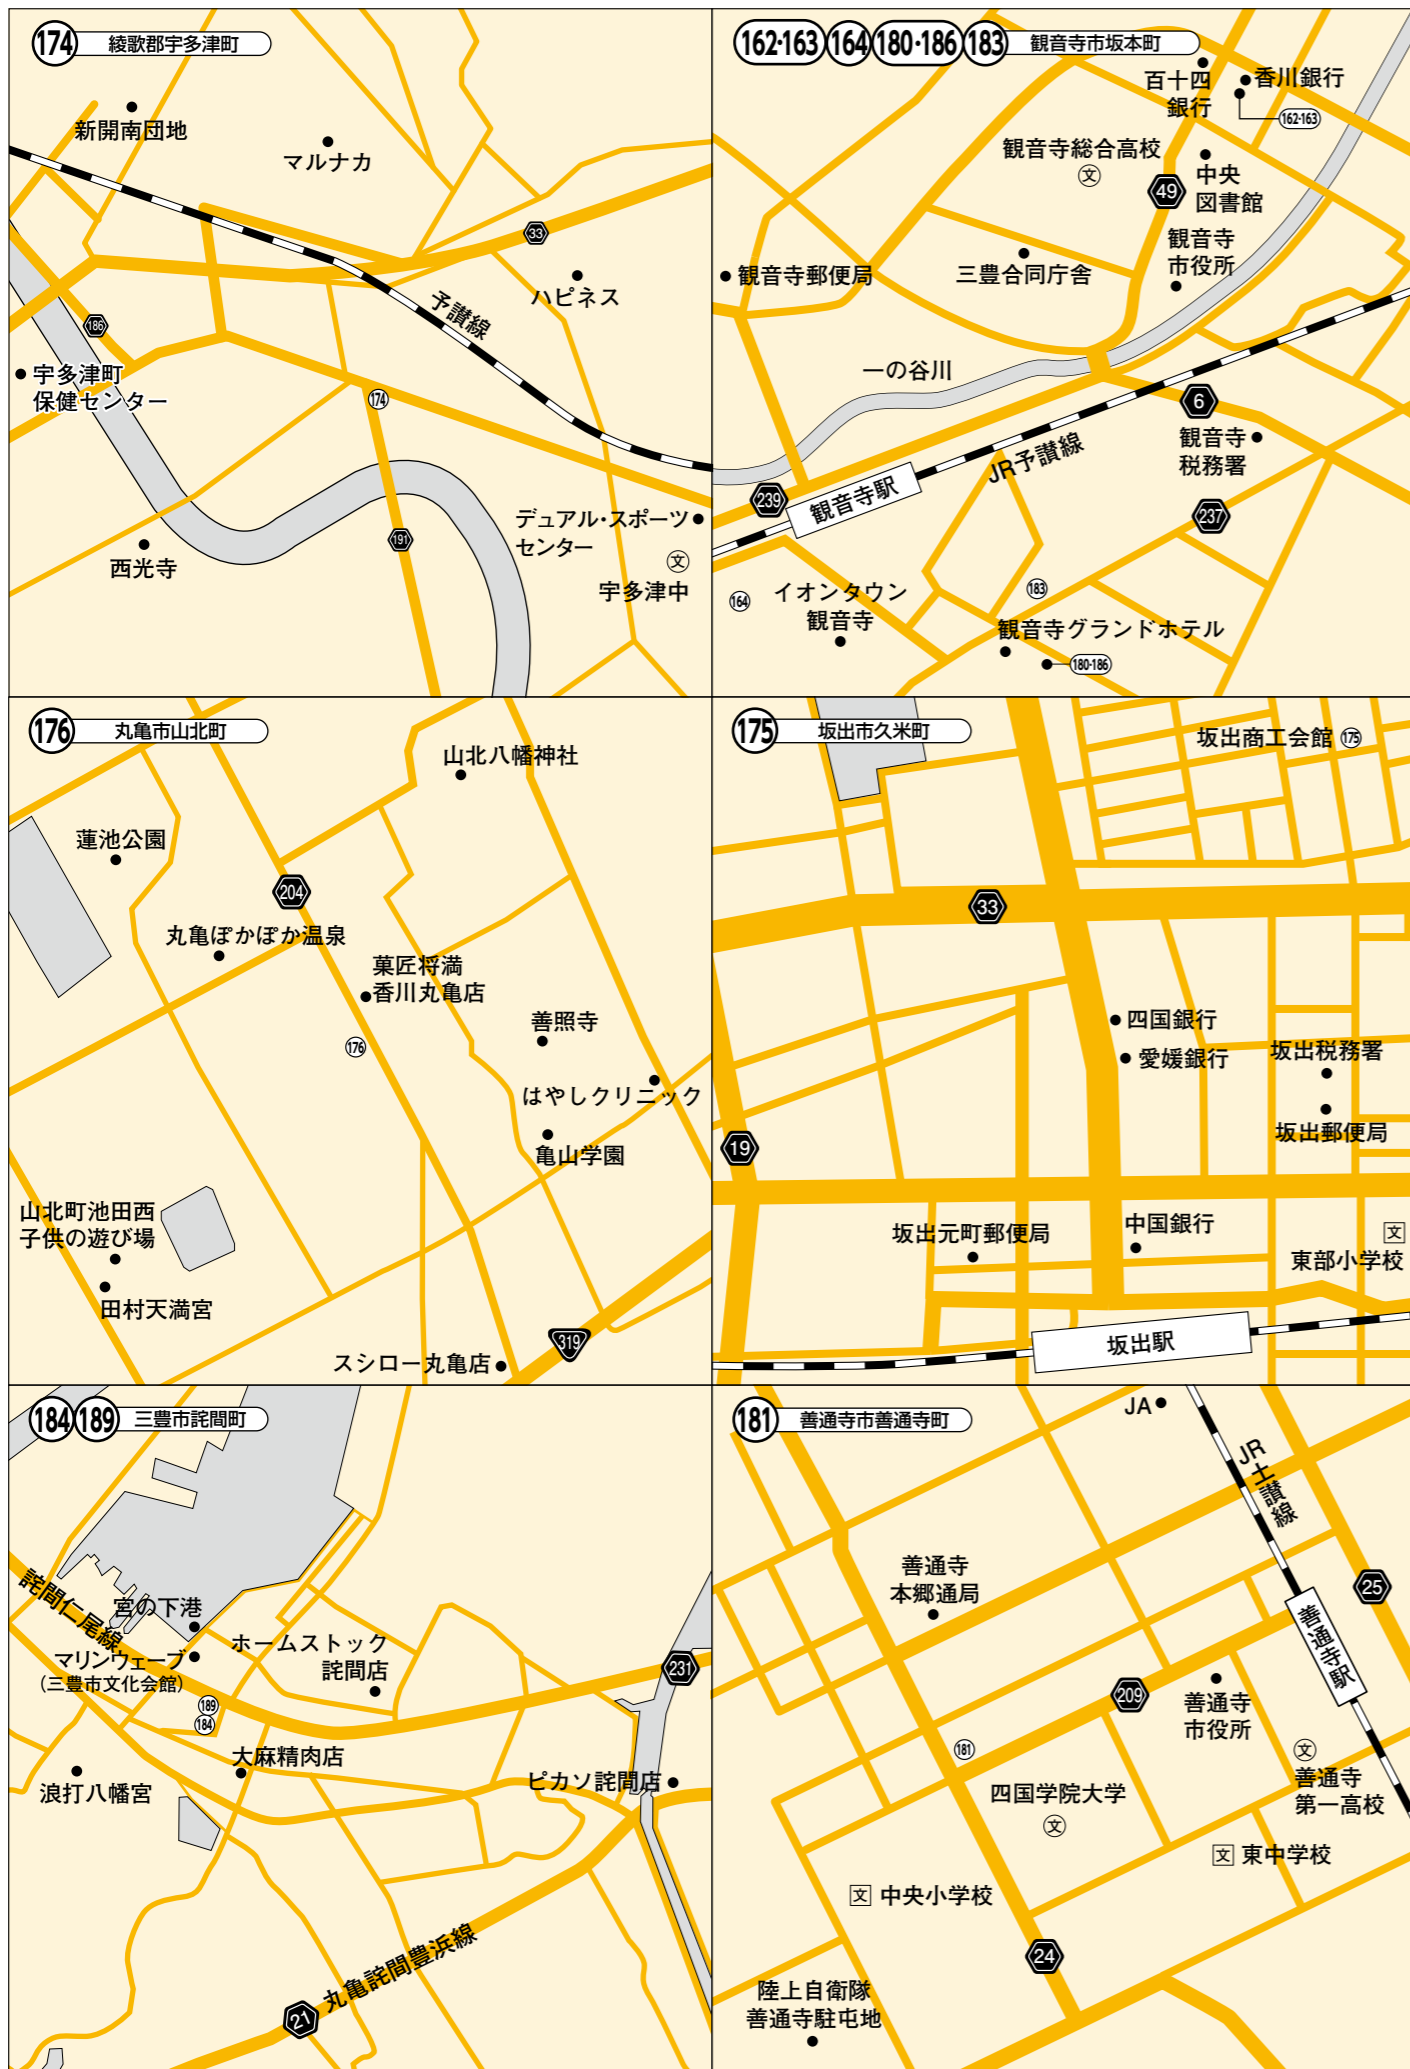 174 綾歌郡宇多津町
新開南団地
マルナカ
33
ハピネス
予讃線
186
宇多津町
保健センター
174
デュアル・スポーツ
センター
191
西光寺
文
宇多津中
162・163 164 180・186 183 観音寺市坂本町
百十四
銀行
香川銀行
162・163
観音寺総合高校
文
49
中央
図書館
観音寺
市役所
三豊合同庁舎
観音寺郵便局
一の谷川
6
観音寺
税務署
JR予讃線
239
観音寺駅
237
164
イオンタウン
観音寺
183
観音寺グランドホテル
180・186
176 丸亀市山北町
山北八幡神社
蓮池公園
204
丸亀ぽかぽか温泉
菓匠将満
香川丸亀店
176
善照寺
はやしクリニック
亀山学園
山北町池田西
子供の遊び場
田村天満宮
319
スシロー丸亀店
175 坂出市久米町
坂出商工会館 175
33
四国銀行
愛媛銀行
坂出税務署
坂出郵便局
19
中国銀行
坂出元町郵便局
文
東部小学校
坂出駅
184 189 三豊市詫間町
詫間仁尾線
宮の下港
マリンウェーブ
(三豊市文化会館)
ホームストック
詫間店
231
189
184
大麻精肉店
浪打八幡宮
ピカソ詫間店
丸亀詫間豊浜線
21
181 善通寺市善通寺町
JA
JR土讃線
善通寺
本郷通局
25
善通寺駅
209
善通寺
市役所
181
四国学院大学
文
文
善通寺
第一高校
文 東中学校
文 中央小学校
24
陸上自衛隊
善通寺駐屯地